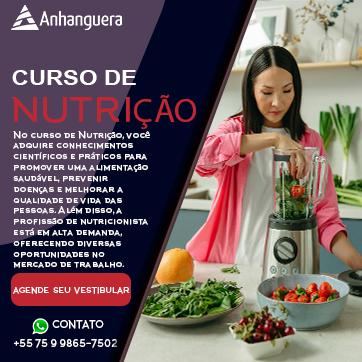 Anhanguera
CURSO DE
NUTRIÇÃO
No curso de Nutrição, você
adquire conhecimentos
científicos e práticos para
promover uma alimentação
saudável, prevenir
doenças e melhorar a
qualidade de vida das
pessoas. Além disso, a
profissão de nutricionista
está em alta demanda,
oferecendo diversas
oportunidades no
mercado de trabalho.
AGENDE SEU VESTIBULAR
CONTATO
+55 75 9 9865-7502